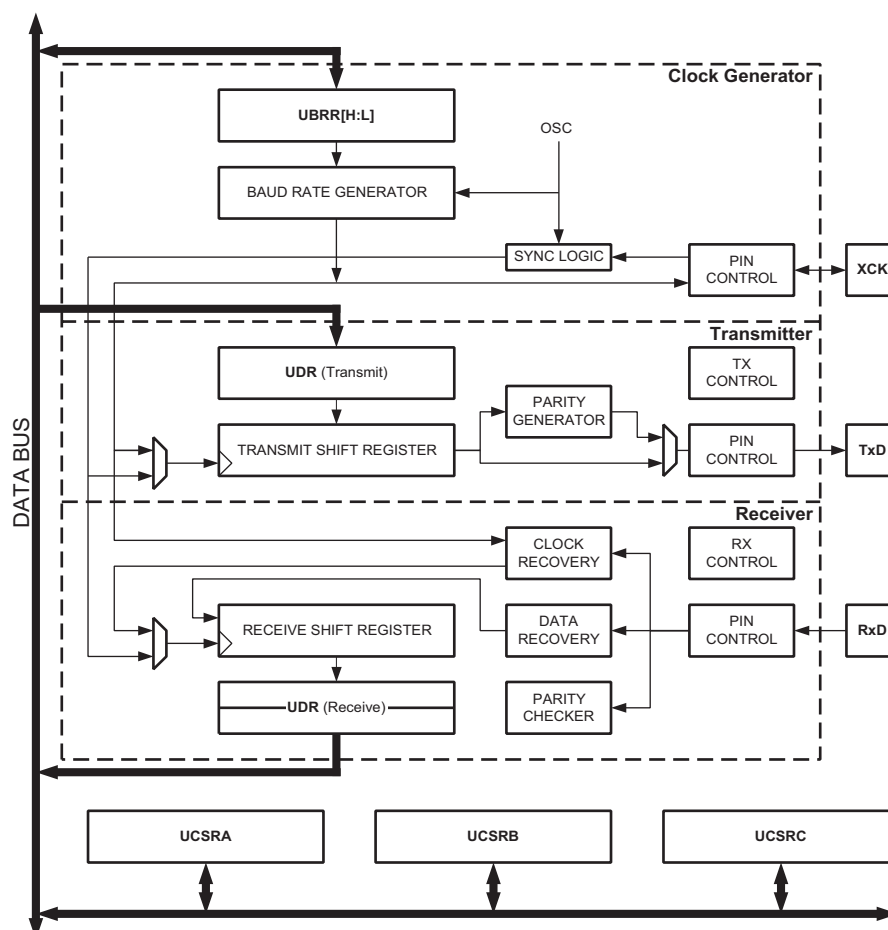 Clock Generator
UBRR[H:L]
OSC
BAUD RATE GENERATOR
SYNC LOGIC
PIN
CONTROL
XCK
Transmitter
UDR (Transmit)
TX
CONTROL
PARITY
GENERATOR
TRANSMIT SHIFT REGISTER
PIN
CONTROL
TxD
DATA BUS
Receiver
CLOCK
RECOVERY
RX
CONTROL
RECEIVE SHIFT REGISTER
DATA
RECOVERY
PIN
CONTROL
RxD
UDR (Receive)
PARITY
CHECKER
UCSRA
UCSRB
UCSRC